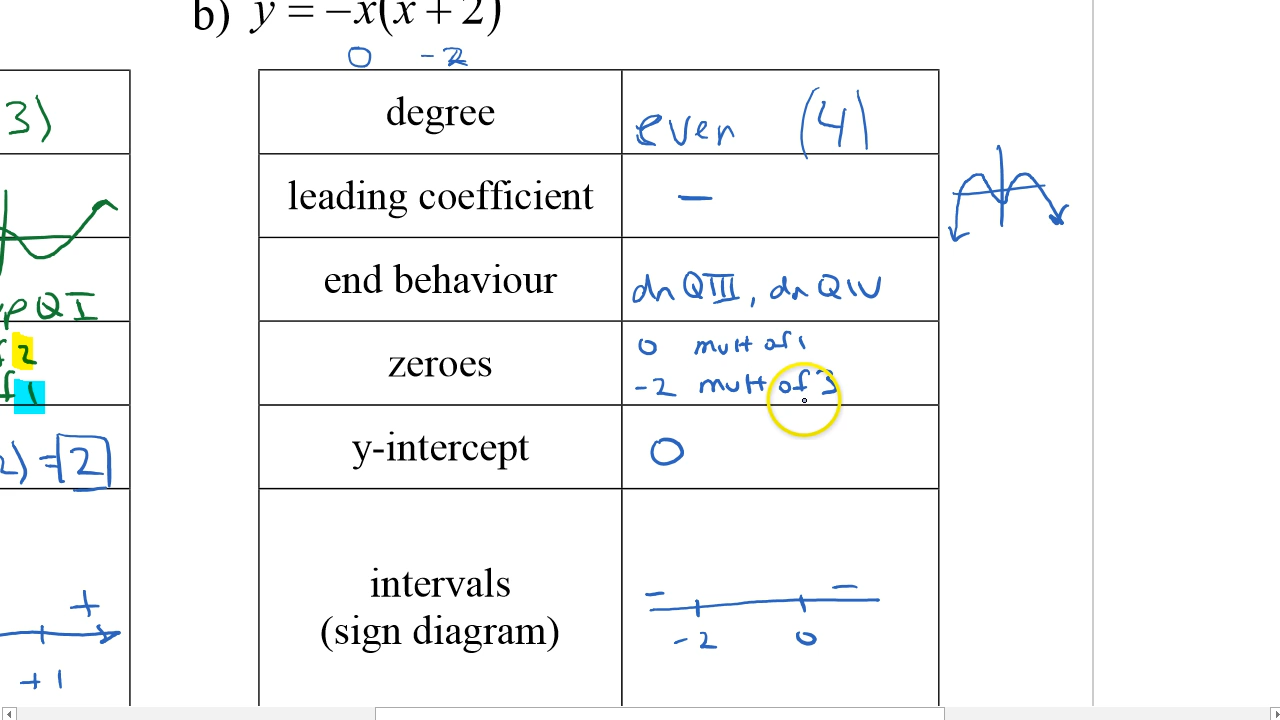 b) y = −x(x + 2)
0 -2
3)
degree even (4)
leading coefficient −
end behaviour dn QIII, dn QIV
pQI
zeroes 0 mult of 1
-2 mult of 3
f 2
f 1
y-intercept 0
2) = 2
intervals
(sign diagram)
− −
-2 0
+
+1